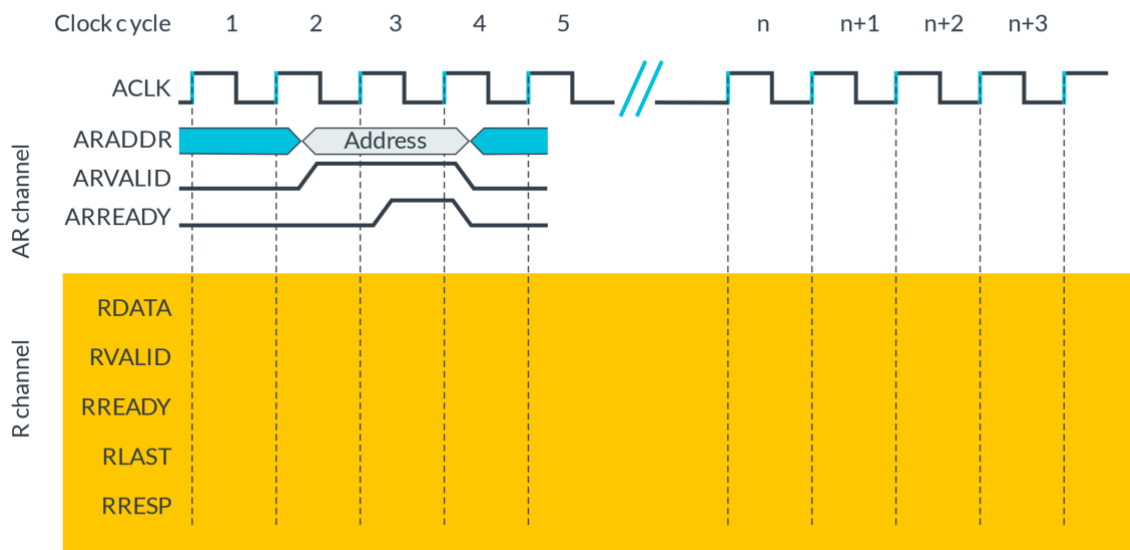 Clock cycle 1 2 3 4 5 n n+1 n+2 n+3
ACLK
AR channel
ARADDR Address
ARVALID
ARREADY
R channel
RDATA
RVALID
RREADY
RLAST
RRESP